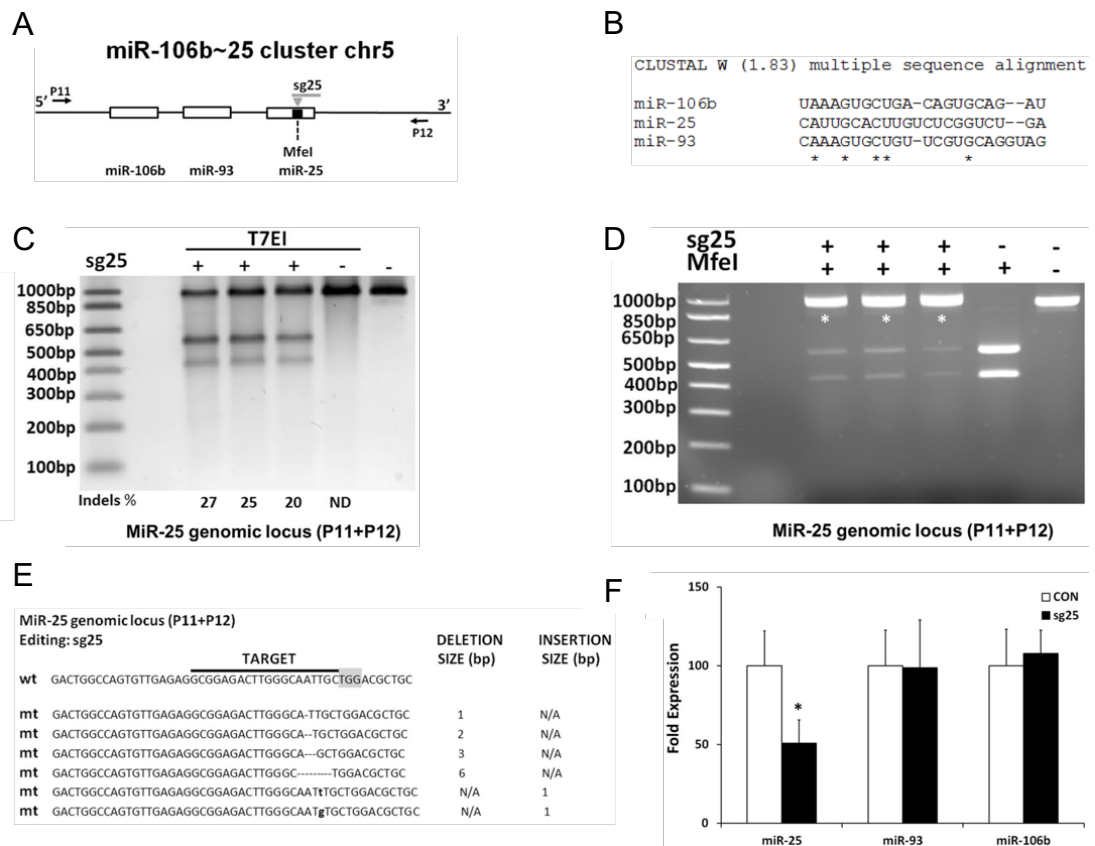 A
miR-106b~25 cluster chr5
sg25
5' P11
3'
P12
MfeI
miR-106b miR-93 miR-25
B
CLUSTAL W (1.83) multiple sequence alignment
miR-106b UAAAGUGCUGA-CAGUGCAG--AU
miR-25 CAUUGCACUUGUCUCGGUCU--GA
miR-93 CAAAGUGCUGU-UCGUGCAGGUAG
* * ** *
C
T7EI
sg25 + + + - -
1000bp
850bp
650bp
500bp
400bp
300bp
200bp
100bp
Indels % 27 25 20 ND
MiR-25 genomic locus (P11+P12)
D
sg25 + + + - -
MfeI + + + + -
1000bp
850bp * * *
650bp
500bp
400bp
300bp
200bp
100bp
MiR-25 genomic locus (P11+P12)
E
MiR-25 genomic locus (P11+P12)
Editing: sg25
DELETION SIZE (bp)
INSERTION SIZE (bp)
TARGET
wt GACTGGCCAGTGTTGAGAGGCGGAGACTTGGGCAATTGCTGGACGCTGC
mt GACTGGCCAGTGTTGAGAGGCGGAGACTTGGGCA-TTGCTGGACGCTGC 1 N/A
mt GACTGGCCAGTGTTGAGAGGCGGAGACTTGGGCA--TGCTGGACGCTGC 2 N/A
mt GACTGGCCAGTGTTGAGAGGCGGAGACTTGGGCA---GCTGGACGCTGC 3 N/A
mt GACTGGCCAGTGTTGAGAGGCGGAGACTTGGGC---------TGGACGCTGC 6 N/A
mt GACTGGCCAGTGTTGAGAGGCGGAGACTTGGGCAATtTGCTGGACGCTGC N/A 1
mt GACTGGCCAGTGTTGAGAGGCGGAGACTTGGGCAATgTGCTGGACGCTGC N/A 1
F
Fold Expression
150
100
50
0
CON
sg25
*
miR-25 miR-93 miR-106b